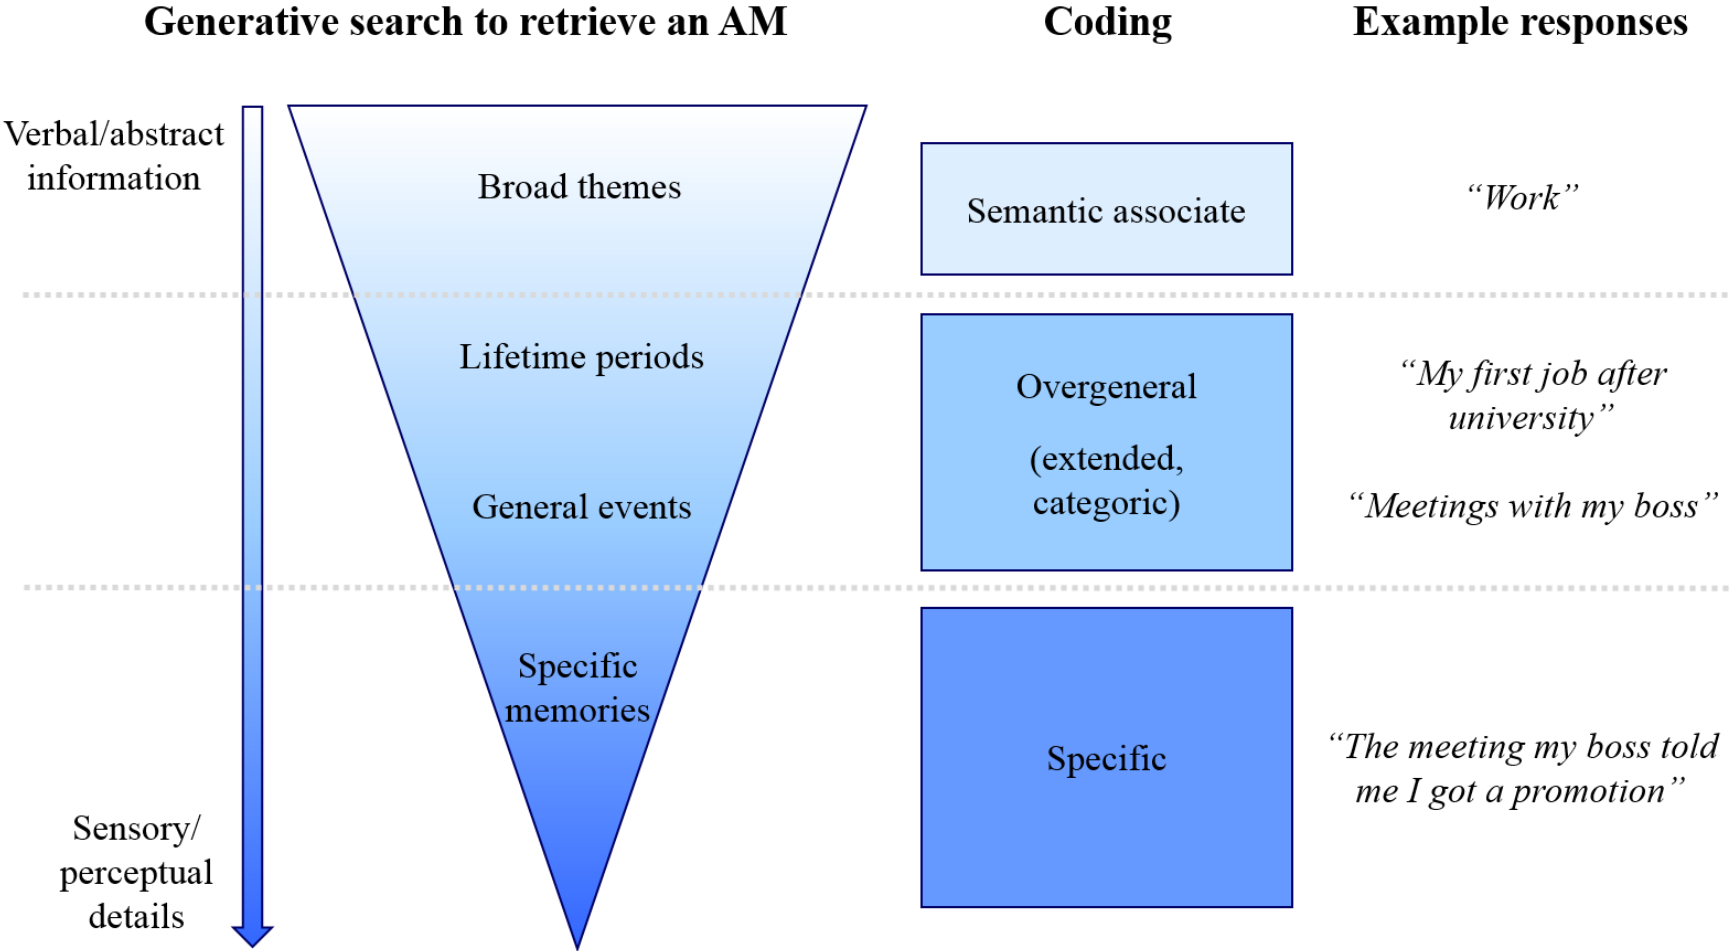 Generative search to retrieve an AM
Coding
Example responses
Verbal/abstract
information
Broad themes
Semantic associate
“Work”
Lifetime periods
General events
Overgeneral
(extended,
categoric)
“My first job after
university”
“Meetings with my boss”
Specific
memories
Specific
“The meeting my boss told
me I got a promotion”
Sensory/
perceptual
details